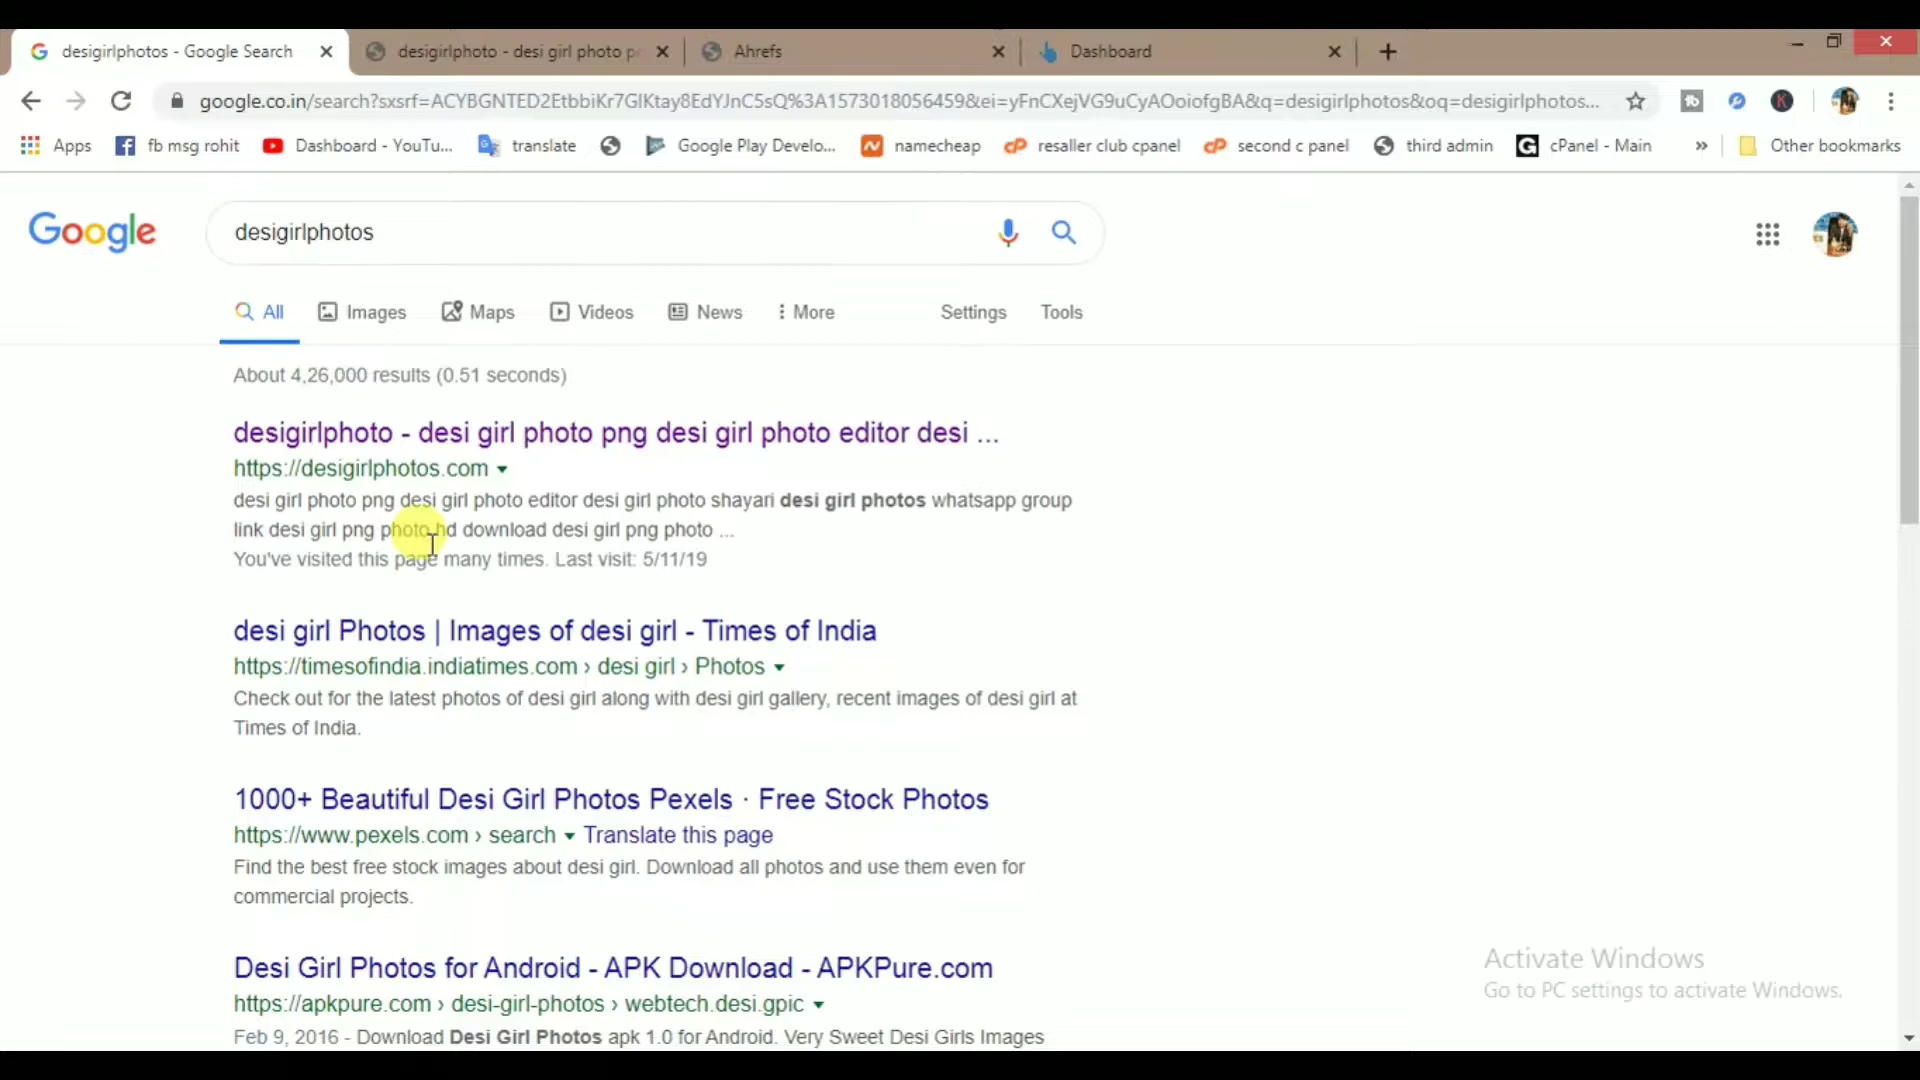 desigirlphotos - Google Search
desigirlphoto - desi girl photo p
Ahrefs
Dashboard
google.co.in/search?sxsrf=ACYBGNTED2EtbbiKr7GIKtay8EdYJnC5sQ%3A1573018056459&ei=yFnCXejVG9uCyAOoiofgBA&q=desigirlphotos&oq=desigirlphotos...
Apps
fb msg rohit
Dashboard - YouTu...
translate
Google Play Develo...
namecheap
resaller club cpanel
second c panel
third admin
cPanel - Main
»
Other bookmarks
Google
desigirlphotos
All
Images
Maps
Videos
News
More
Settings
Tools
About 4,26,000 results (0.51 seconds)
desigirlphoto - desi girl photo png desi girl photo editor desi ...
https://desigirlphotos.com
desi girl photo png desi girl photo editor desi girl photo shayari desi girl photos whatsapp group
link desi girl png photo hd download desi girl png photo ...
You've visited this page many times. Last visit: 5/11/19
desi girl Photos | Images of desi girl - Times of India
https://timesofindia.indiatimes.com › desi girl › Photos
Check out for the latest photos of desi girl along with desi girl gallery, recent images of desi girl at
Times of India.
1000+ Beautiful Desi Girl Photos Pexels · Free Stock Photos
https://www.pexels.com › search Translate this page
Find the best free stock images about desi girl. Download all photos and use them even for
commercial projects.
Desi Girl Photos for Android - APK Download - APKPure.com
https://apkpure.com › desi-girl-photos › webtech.desi.gpic
Feb 9, 2016 - Download Desi Girl Photos apk 1.0 for Android. Very Sweet Desi Girls Images
Activate Windows
Go to PC settings to activate Windows.